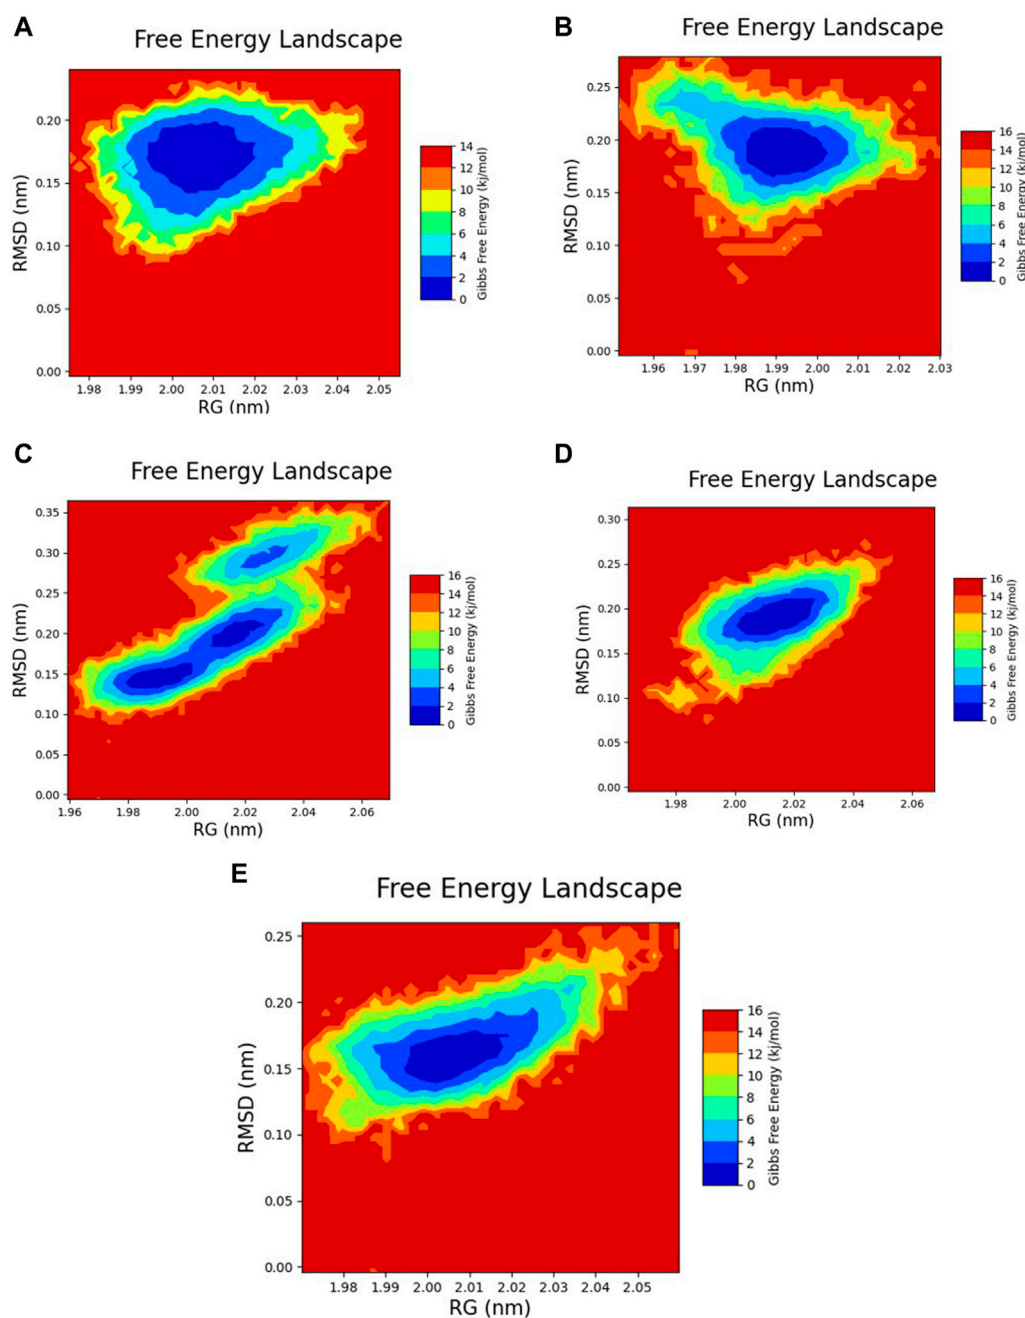 A
Free Energy Landscape
0.20
0.15
0.10
0.05
0.00
RMSD (nm)
1.98 1.99 2.00 2.01 2.02 2.03 2.04 2.05
RG (nm)
14
12
10
8
6
4
2
0
Gibbs Free Energy (kj/mol)
B
Free Energy Landscape
0.25
0.20
0.15
0.10
0.05
0.00
RMSD (nm)
1.96 1.97 1.98 1.99 2.00 2.01 2.02 2.03
RG (nm)
16
14
12
10
8
6
4
2
0
Gibbs Free Energy (kj/mol)
C
Free Energy Landscape
0.35
0.30
0.25
0.20
0.15
0.10
0.05
0.00
RMSD (nm)
1.96 1.98 2.00 2.02 2.04 2.06
RG (nm)
16
14
12
10
8
6
4
2
0
Gibbs Free Energy (kj/mol)
D
Free Energy Landscape
0.30
0.25
0.20
0.15
0.10
0.05
0.00
RMSD (nm)
1.98 2.00 2.02 2.04 2.06
RG (nm)
16
14
12
10
8
6
4
2
0
Gibbs Free Energy (kj/mol)
E
Free Energy Landscape
0.25
0.20
0.15
0.10
0.05
0.00
RMSD (nm)
1.98 1.99 2.00 2.01 2.02 2.03 2.04 2.05
RG (nm)
16
14
12
10
8
6
4
2
0
Gibbs Free Energy (kj/mol)